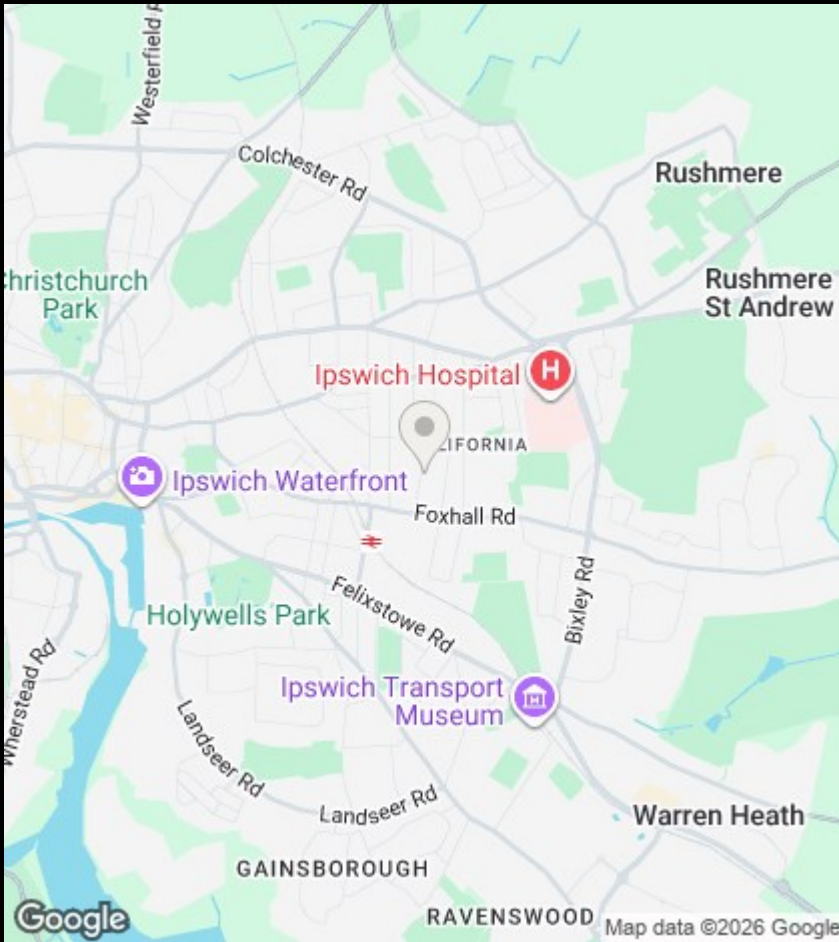 Westerfield R
Colchester Rd
Rushmere
Christchurch
Park
Rushmere
St Andrew
Ipswich Hospital
H
LIFORNIA
Ipswich Waterfront
Foxhall Rd
Holywells Park
Felixstowe Rd
Bixley Rd
Wherstead Rd
Ipswich Transport
Museum
Landseer Rd
Landseer Rd
Warren Heath
GAINSBOROUGH
RAVENSWOOD
Google
Map data ©2026 Google